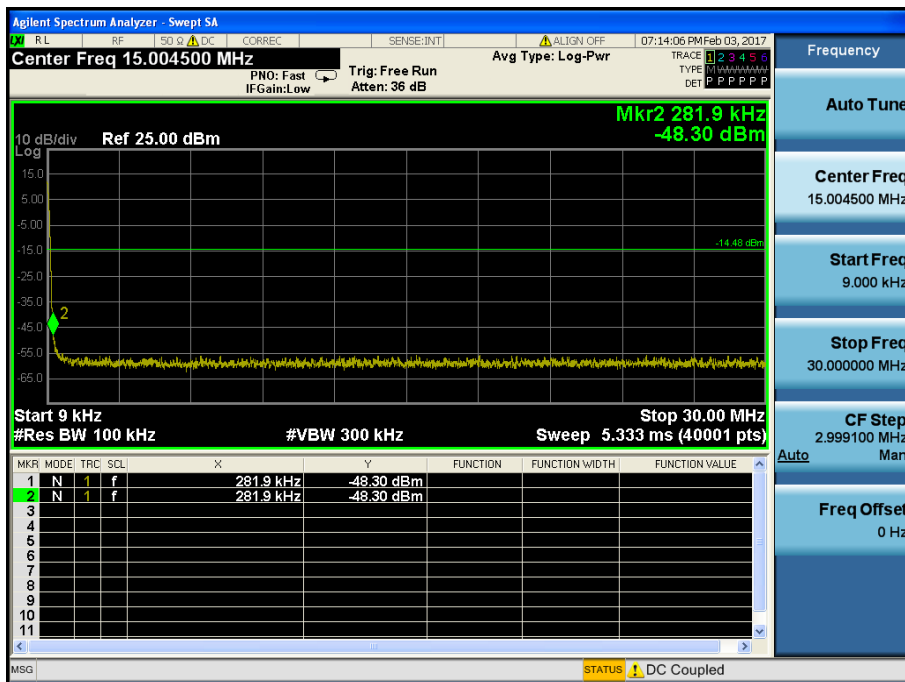 Agilent Spectrum Analyzer - Swept SA
LXI RL RF 50 Ω DC CORREC SENSE:INT ALIGN OFF 07:14:06 PM Feb 03, 2017
Center Freq 15.004500 MHz
PNO: Fast
IFGain:Low
Trig: Free Run
Atten: 36 dB
Avg Type: Log-Pwr
TRACE 1 2 3 4 5 6
TYPE M W W W W W
DET P P P P P P
Mkr2 281.9 kHz
-48.30 dBm
10 dB/div
Log
Ref 25.00 dBm
15.0
5.00
-5.00
-15.0
-25.0
-35.0
-45.0
-55.0
-65.0
-14.48 dBm
2
Start 9 kHz
Stop 30.00 MHz
#Res BW 100 kHz
#VBW 300 kHz
Sweep 5.333 ms (40001 pts)
MKR MODE TRC SCL X Y FUNCTION FUNCTION WIDTH FUNCTION VALUE
1 N 1 f 281.9 kHz -48.30 dBm
2 N 1 f 281.9 kHz -48.30 dBm
3
4
5
6
7
8
9
10
11
MSG
STATUS DC Coupled
Frequency
Auto Tune
Center Freq
15.004500 MHz
Start Freq
9.000 kHz
Stop Freq
30.000000 MHz
CF Step
2.999100 MHz
Auto Man
Freq Offset
0 Hz